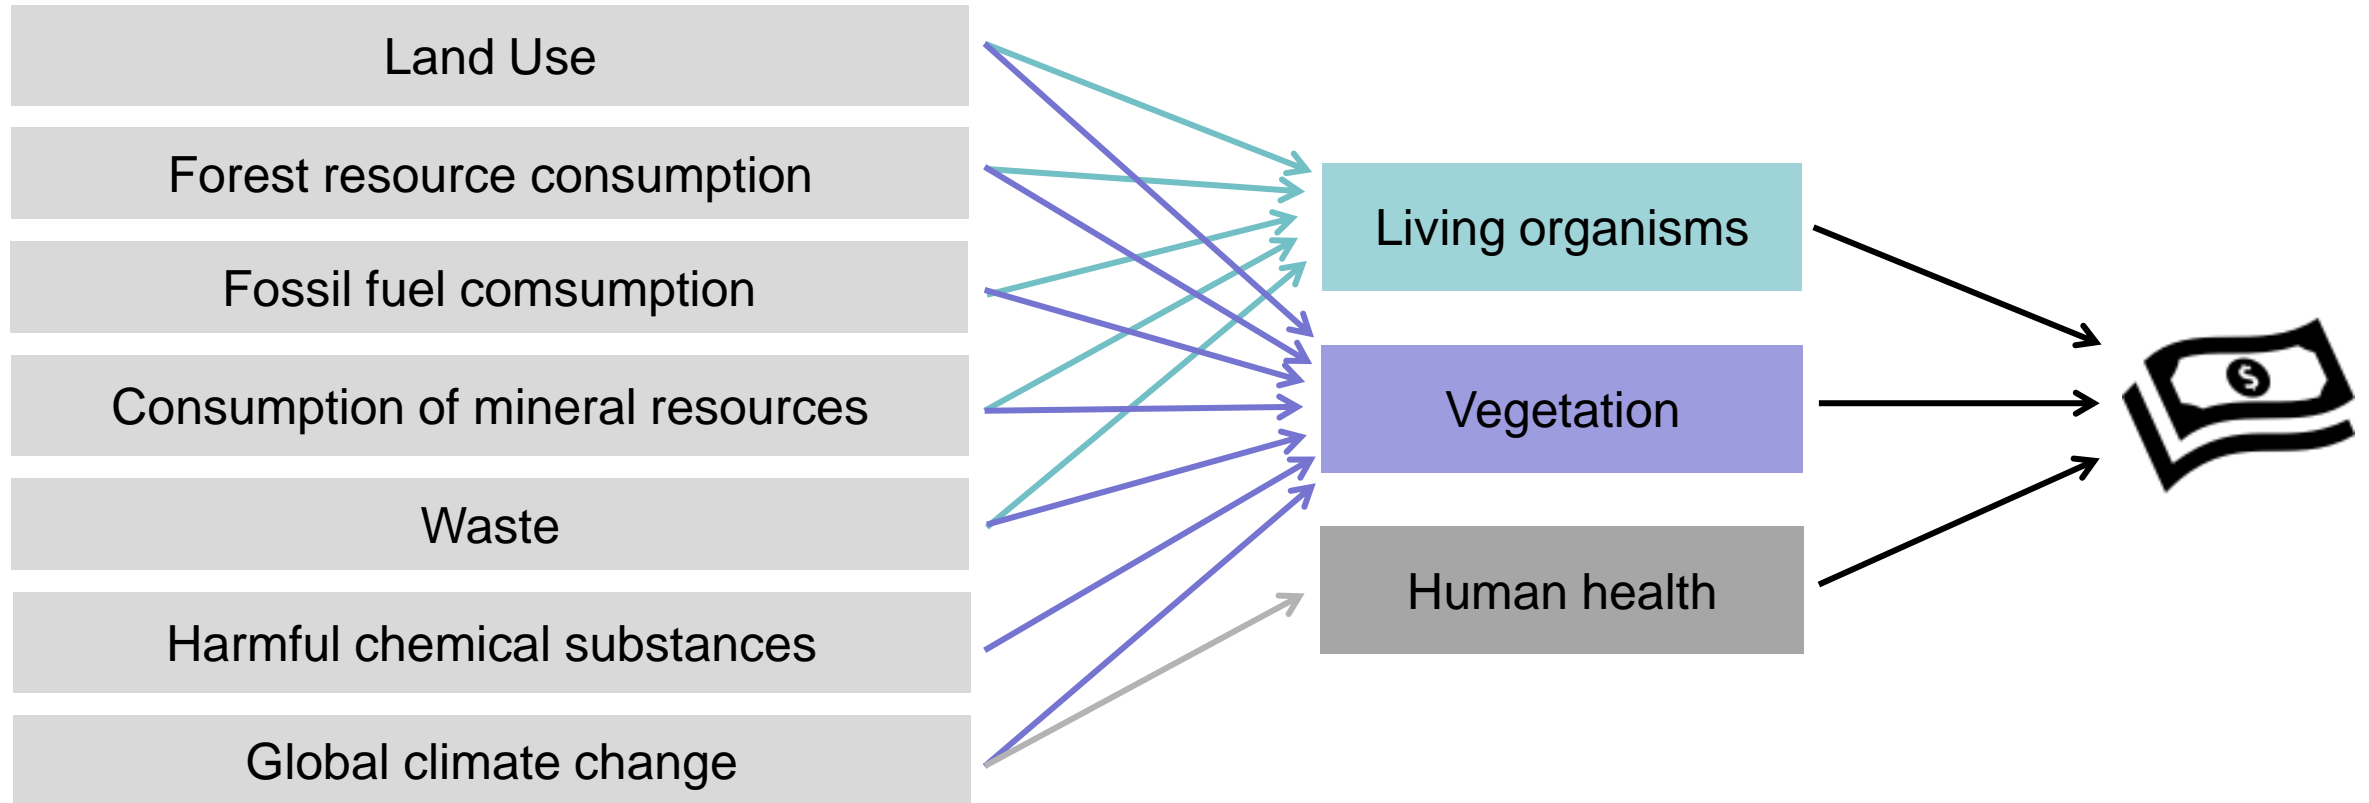 Land Use
Forest resource consumption
Fossil fuel comsumption
Consumption of mineral resources
Waste
Harmful chemical substances
Global climate change
Living organisms
Vegetation
Human health
$